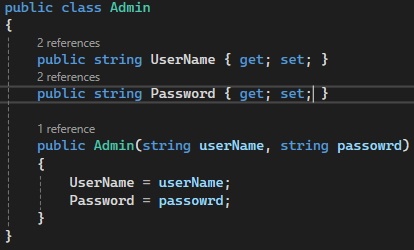 public class Admin
{
2 references
public string UserName { get; set; }
2 references
public string Password { get; set; }
1 reference
public Admin(string userName, string passowrd)
{
UserName = userName;
Password = passowrd;
}
}